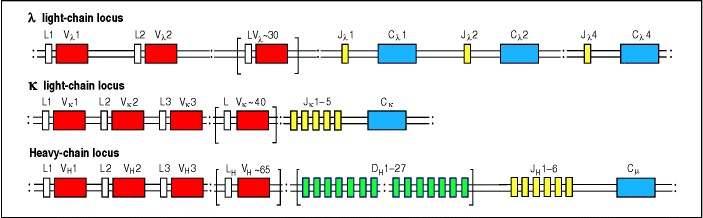 λ light-chain locus
L1 Vλ1 L2 Vλ2 LVλ~30 Jλ1 Cλ1 Jλ2 Cλ2 Jλ4 Cλ4
κ light-chain locus
L1 Vκ1 L2 Vκ2 L3 Vκ3 L Vκ~40 Jκ1–5 Cκ
Heavy-chain locus
L1 VH1 L2 VH2 L3 VH3 LH VH~65 DH1–27 JH1–6 Cμ